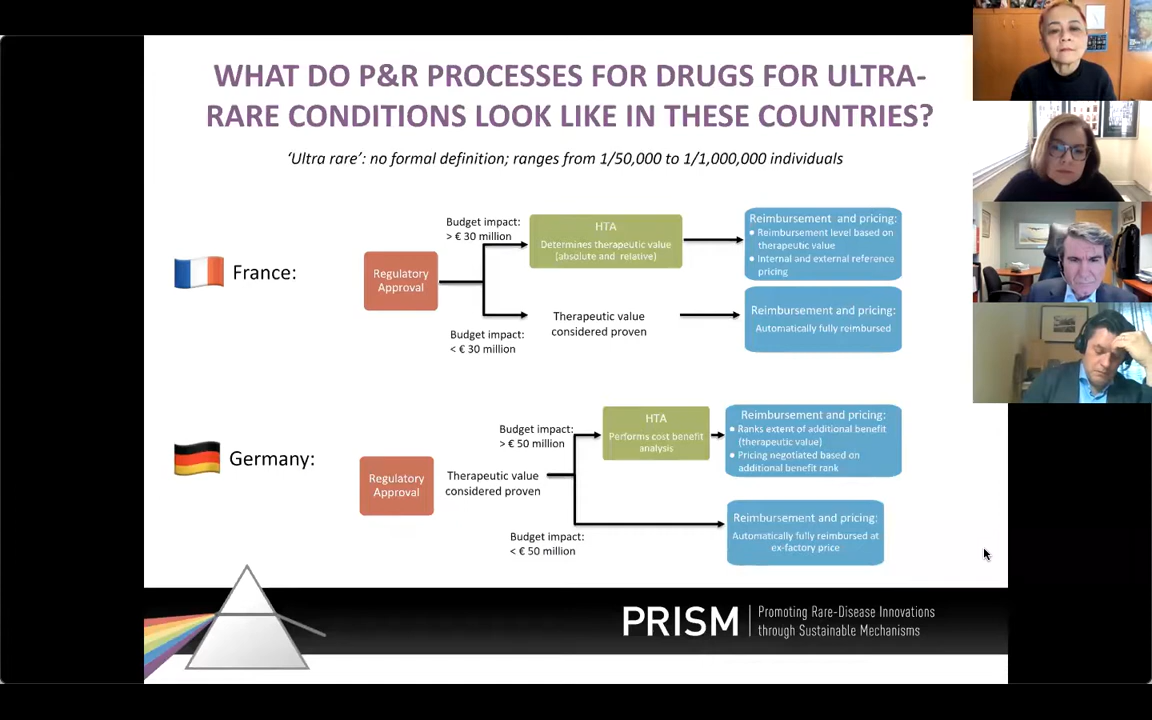 WHAT DO P&R PROCESSES FOR DRUGS FOR ULTRA-
RARE CONDITIONS LOOK LIKE IN THESE COUNTRIES?
‘Ultra rare’: no formal definition; ranges from 1/50,000 to 1/1,000,000 individuals
France:
Regulatory
Approval
Budget impact:
> € 30 million
HTA
Determines therapeutic value
(absolute and relative)
Reimbursement and pricing:
• Reimbursement level based on
therapeutic value
• Internal and external reference
pricing
Budget impact:
< € 30 million
Therapeutic value
considered proven
Reimbursement and pricing:
Automatically fully reimbursed
Germany:
Regulatory
Approval
Therapeutic value
considered proven
Budget impact:
> € 50 million
HTA
Performs cost benefit
analysis
Reimbursement and pricing:
• Ranks extent of additional benefit
(therapeutic value)
• Pricing negotiated based on
additional benefit rank
Budget impact:
< € 50 million
Reimbursement and pricing:
Automatically fully reimbursed at
ex-factory price
PRISM
Promoting Rare-Disease Innovations
through Sustainable Mechanisms